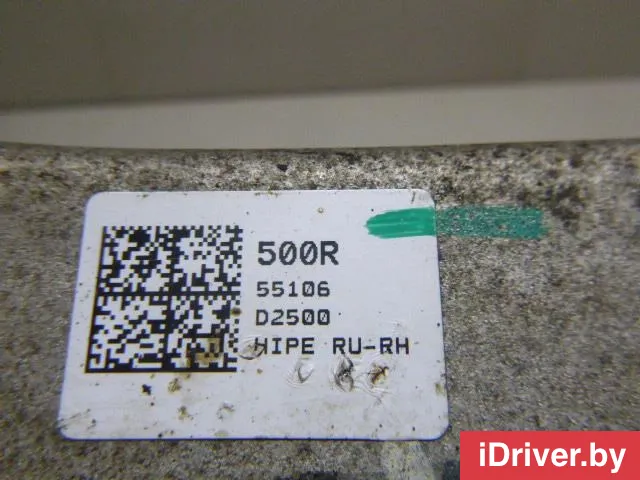 500R
55106
D2500
HIPE RU-RH
iDriver.by